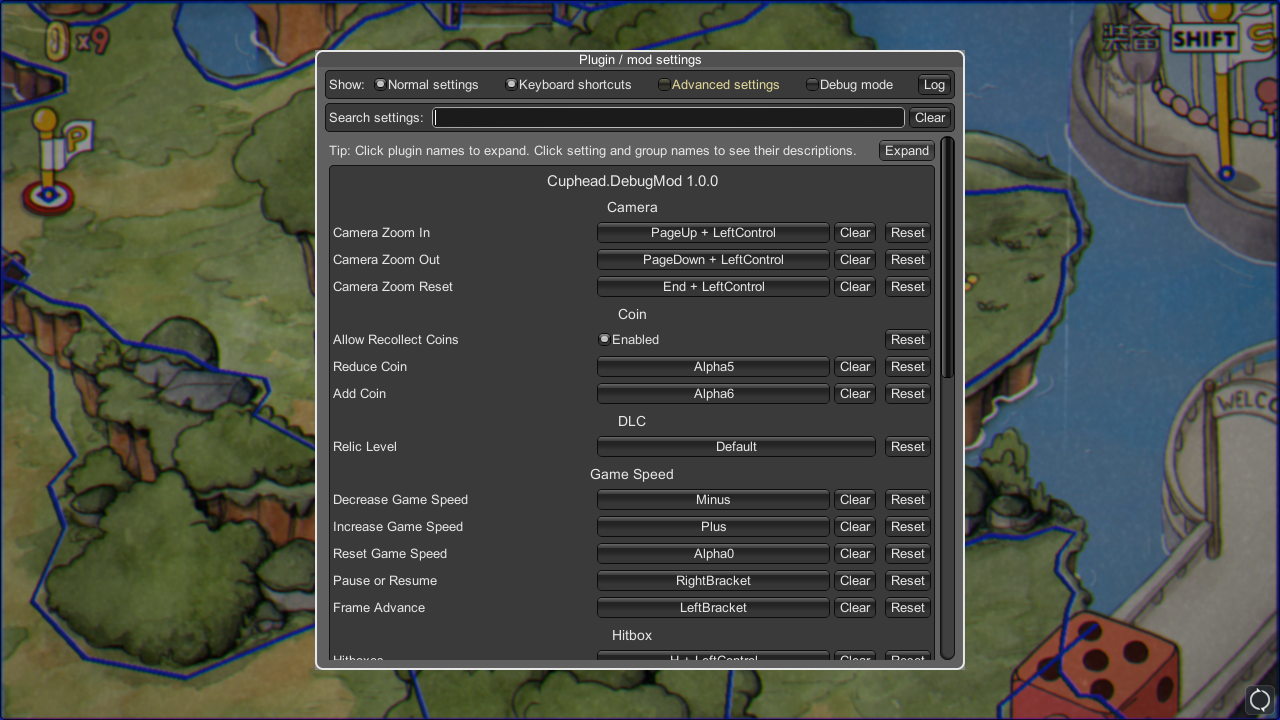 x9
装备 SHIFT
P
WELCO
Plugin / mod settings
Show: Normal settings Keyboard shortcuts Advanced settings Debug mode Log
Search settings: Clear
Tip: Click plugin names to expand. Click setting and group names to see their descriptions. Expand
Cuphead.DebugMod 1.0.0
Camera
Camera Zoom In PageUp + LeftControl Clear Reset
Camera Zoom Out PageDown + LeftControl Clear Reset
Camera Zoom Reset End + LeftControl Clear Reset
Coin
Allow Recollect Coins Enabled Reset
Reduce Coin Alpha5 Clear Reset
Add Coin Alpha6 Clear Reset
DLC
Relic Level Default Reset
Game Speed
Decrease Game Speed Minus Clear Reset
Increase Game Speed Plus Clear Reset
Reset Game Speed Alpha0 Clear Reset
Pause or Resume RightBracket Clear Reset
Frame Advance LeftBracket Clear Reset
Hitbox
Hitboxes H + LeftControl Clear Reset